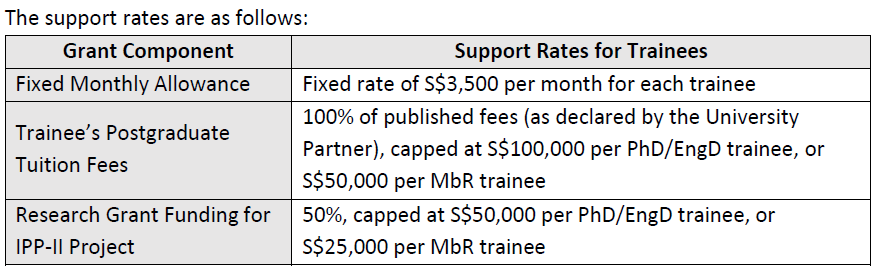 The support rates are as follows:
Grant Component
Support Rates for Trainees
Fixed Monthly Allowance
Fixed rate of S$3,500 per month for each trainee
Trainee’s Postgraduate
Tuition Fees
100% of published fees (as declared by the University
Partner), capped at S$100,000 per PhD/EngD trainee, or
S$50,000 per MbR trainee
Research Grant Funding for
IPP-II Project
50%, capped at S$50,000 per PhD/EngD trainee, or
S$25,000 per MbR trainee